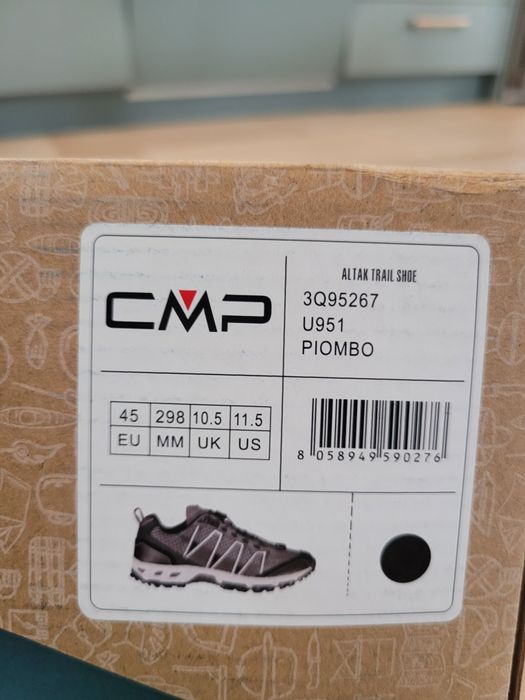 CMP
ALTAK TRAIL SHOE
3Q95267
U951
PIOMBO
45 298 10.5 11.5
EU MM UK US
8 058949 590276